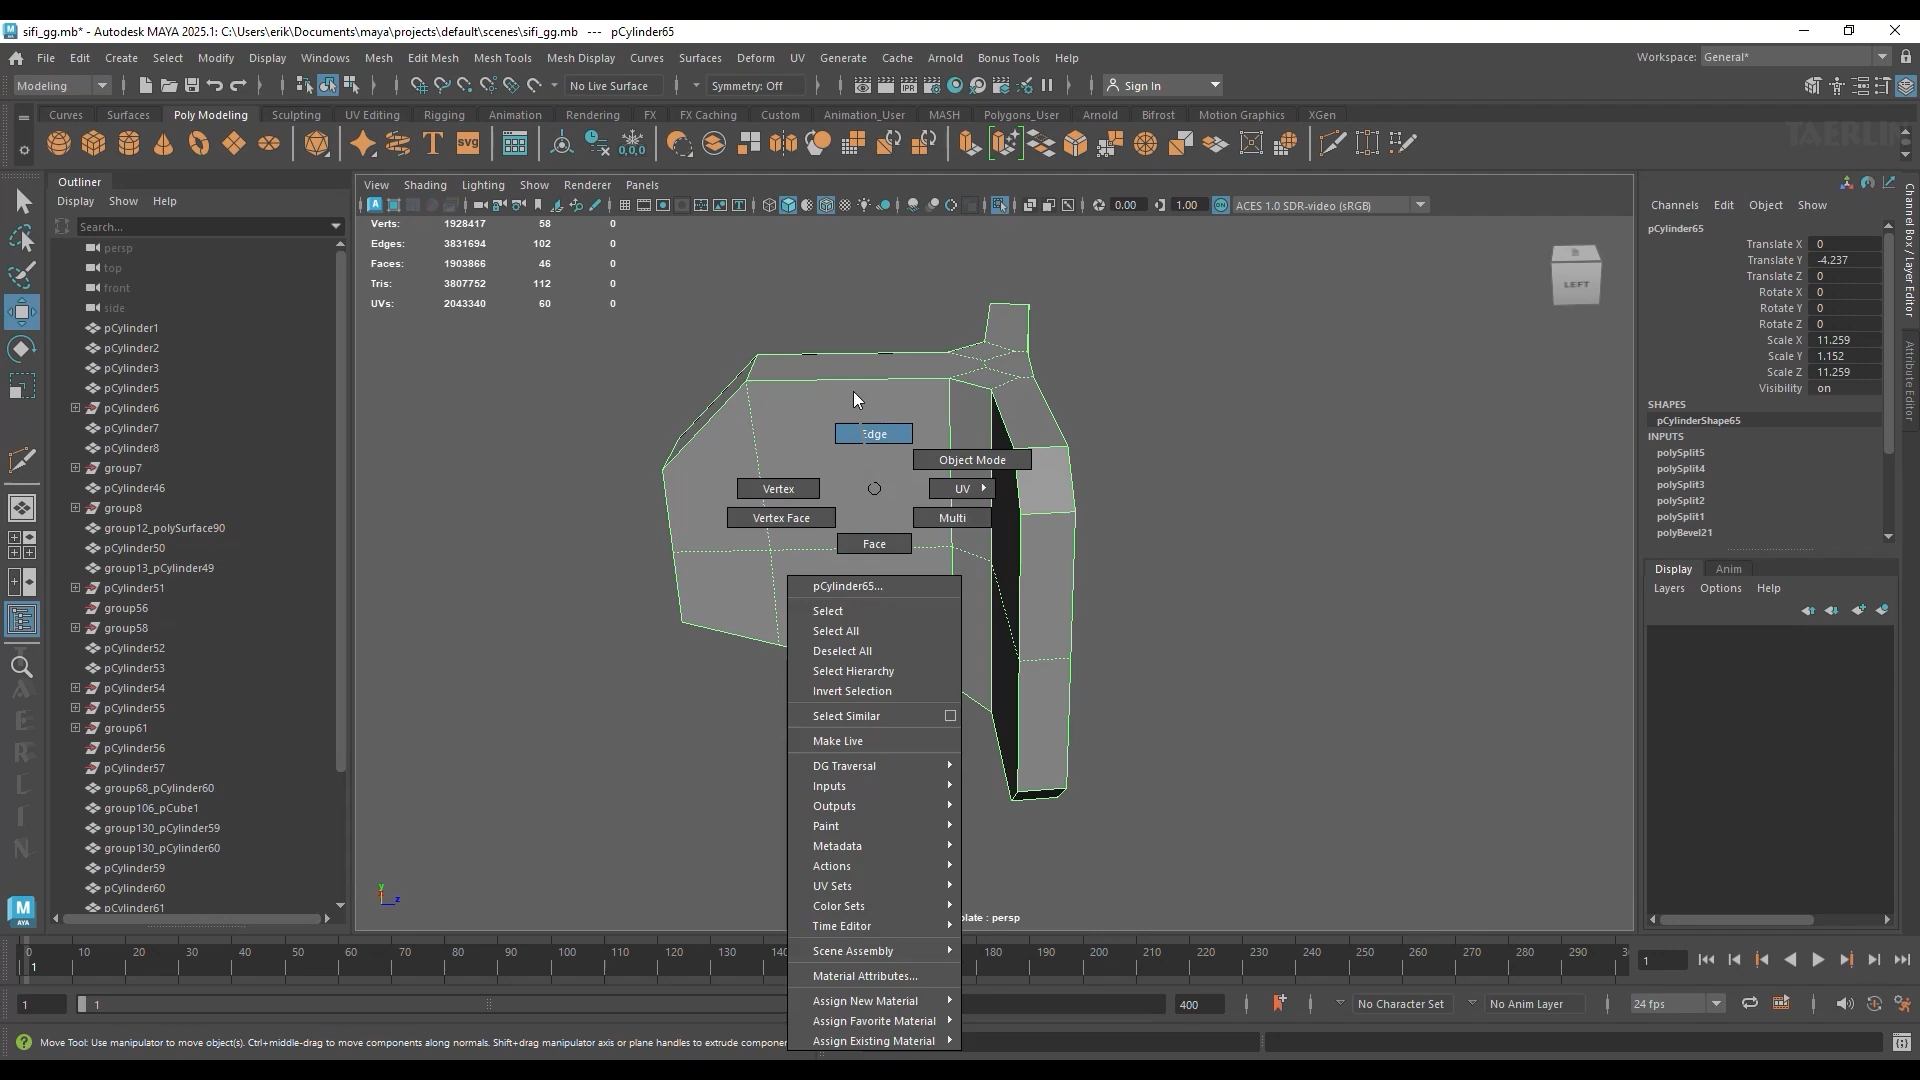 sifi_gg.mb* - Autodesk MAYA 2025.1: C:\Users\erik\Documents\maya\projects\default\scenes\sifi_gg.mb --- pCylinder65
File Edit Create Select Modify Display Windows Mesh Edit Mesh Mesh Tools Mesh Display Curves Surfaces Deform UV Generate Cache Arnold Bonus Tools Help
Workspace: General*
Modeling
No Live Surface
Symmetry: Off
IPR
Sign In
Curves Surfaces Poly Modeling Sculpting UV Editing Rigging Animation Rendering FX FX Caching Custom Animation_User MASH Polygons_User Arnold Bifrost Motion Graphics XGen
T
SVG
0,0,0
Outliner
Display Show Help
Search...
persp
top
front
side
pCylinder1
pCylinder2
pCylinder3
pCylinder5
pCylinder6
pCylinder7
pCylinder8
group7
pCylinder46
group8
group12_polySurface90
pCylinder50
group13_pCylinder49
pCylinder51
group56
group58
pCylinder52
pCylinder53
pCylinder54
pCylinder55
group61
pCylinder56
pCylinder57
group68_pCylinder60
group106_pCube1
group130_pCylinder59
group130_pCylinder60
pCylinder59
pCylinder60
pCylinder61
M
AYA
View Shading Lighting Show Renderer Panels
0.00
1.00
ACES 1.0 SDR-video (sRGB)
Verts: 1928417 58 0
Edges: 3831694 102 0
Faces: 1903866 46 0
Tris: 3807752 112 0
UVs: 2043340 60 0
LEFT
Edge
Object Mode
Vertex
UV
Vertex Face
Multi
Face
pCylinder65...
Select
Select All
Deselect All
Select Hierarchy
Invert Selection
Select Similar
Make Live
DG Traversal
Inputs
Outputs
Paint
Metadata
Actions
UV Sets
Color Sets
Time Editor
Scene Assembly
Material Attributes...
Assign New Material
Assign Favorite Material
Assign Existing Material
plate : persp
y
z
Channels Edit Object Show
pCylinder65
Translate X 0
Translate Y -4.237
Translate Z 0
Rotate X 0
Rotate Y 0
Rotate Z 0
Scale X 11.259
Scale Y 1.152
Scale Z 11.259
Visibility on
SHAPES
pCylinderShape65
INPUTS
polySplit5
polySplit4
polySplit3
polySplit2
polySplit1
polyBevel21
Display Anim
Layers Options Help
Channel Box / Layer Editor
Attribute Editor
0 10 20 30 40 50 60 70 80 90 100 110 120 130 140 180 190 200 210 220 230 240 250 260 270 280 290
1
1
1
1
400
No Character Set
No Anim Layer
24 fps
Move Tool: Use manipulator to move object(s). Ctrl+middle-drag to move components along normals. Shift+drag manipulator axis or plane handles to extrude compone